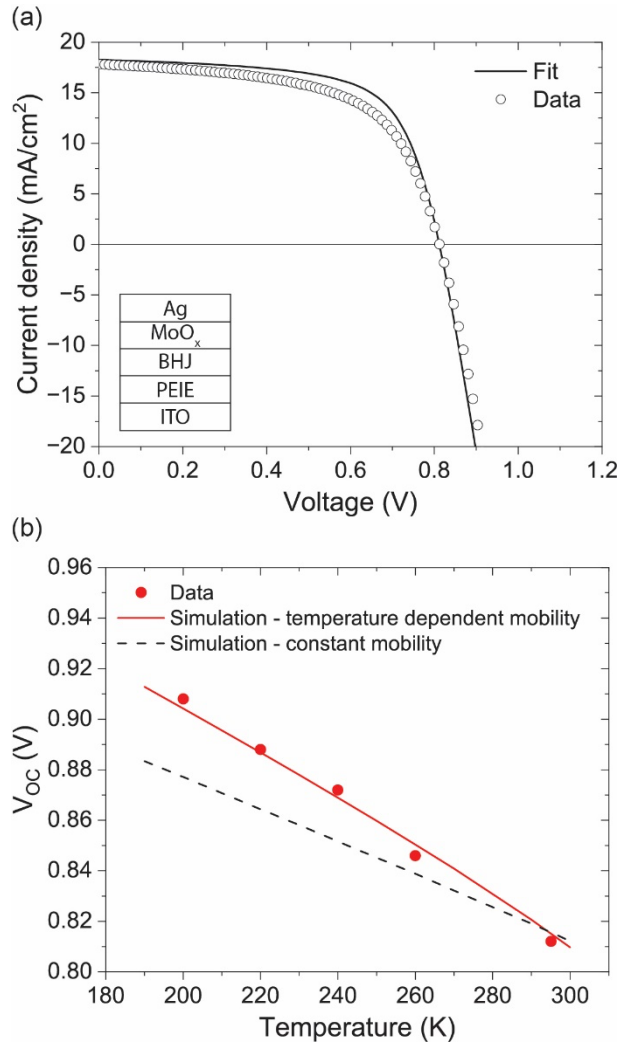 (a)
20
15
10
5
0
−5
−10
−15
−20
Current density (mA/cm²)
Fit
Data
Ag
MoOₓ
BHJ
PEIE
ITO
0.0 0.2 0.4 0.6 0.8 1.0 1.2
Voltage (V)
(b)
0.96
0.94
0.92
0.90
0.88
0.86
0.84
0.82
0.80
V_OC (V)
Data
Simulation - temperature dependent mobility
Simulation - constant mobility
180 200 220 240 260 280 300
Temperature (K)